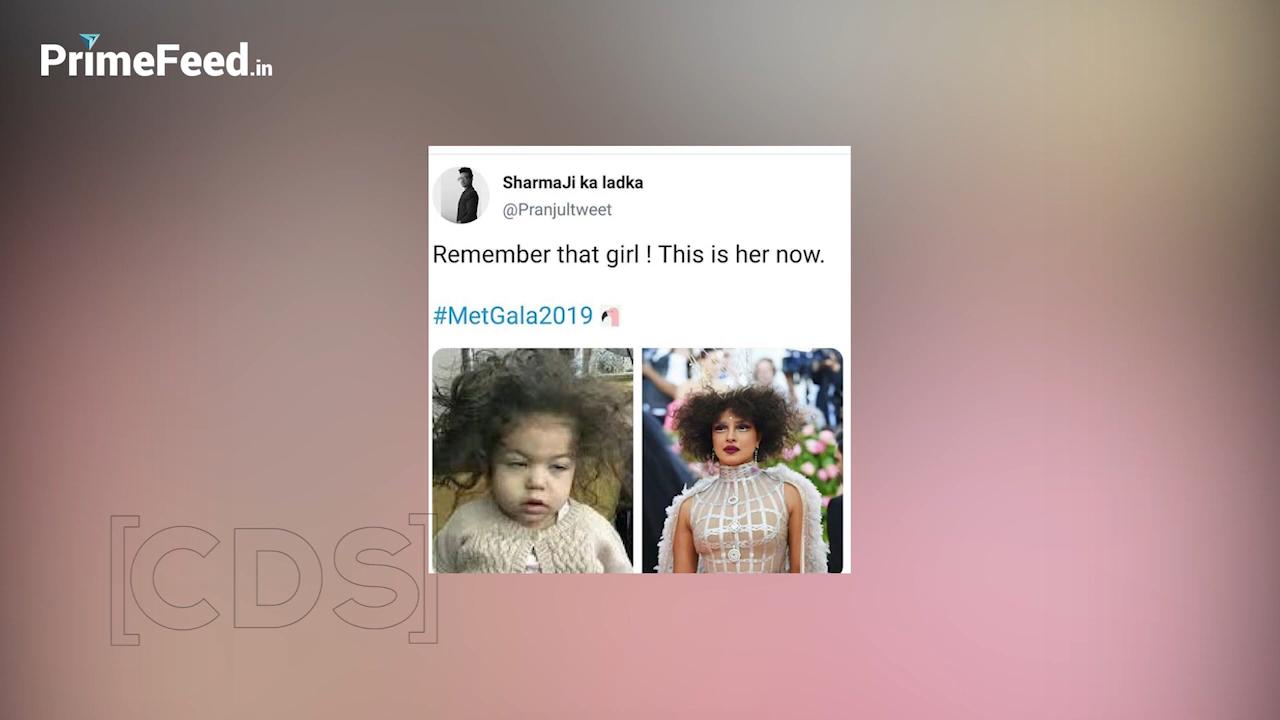 PrimeFeed.in
SharmaJi ka ladka
@Pranjultweet
Remember that girl ! This is her now.
#MetGala2019
[CDS]